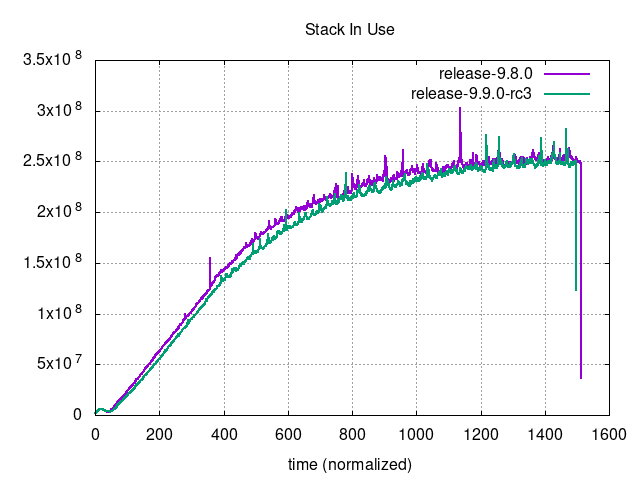 Stack In Use
release-9.8.0
release-9.9.0-rc3
3.5x10^8
3x10^8
2.5x10^8
2x10^8
1.5x10^8
1x10^8
5x10^7
0
0 200 400 600 800 1000 1200 1400 1600
time (normalized)